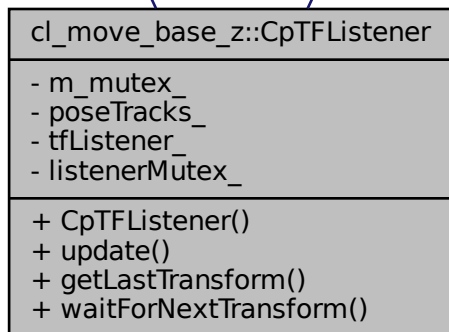 cl_move_base_z::CpTFListener
- m_mutex_
- poseTracks_
- tfListener_
- listenerMutex_
+ CpTFListener()
+ update()
+ getLastTransform()
+ waitForNextTransform()